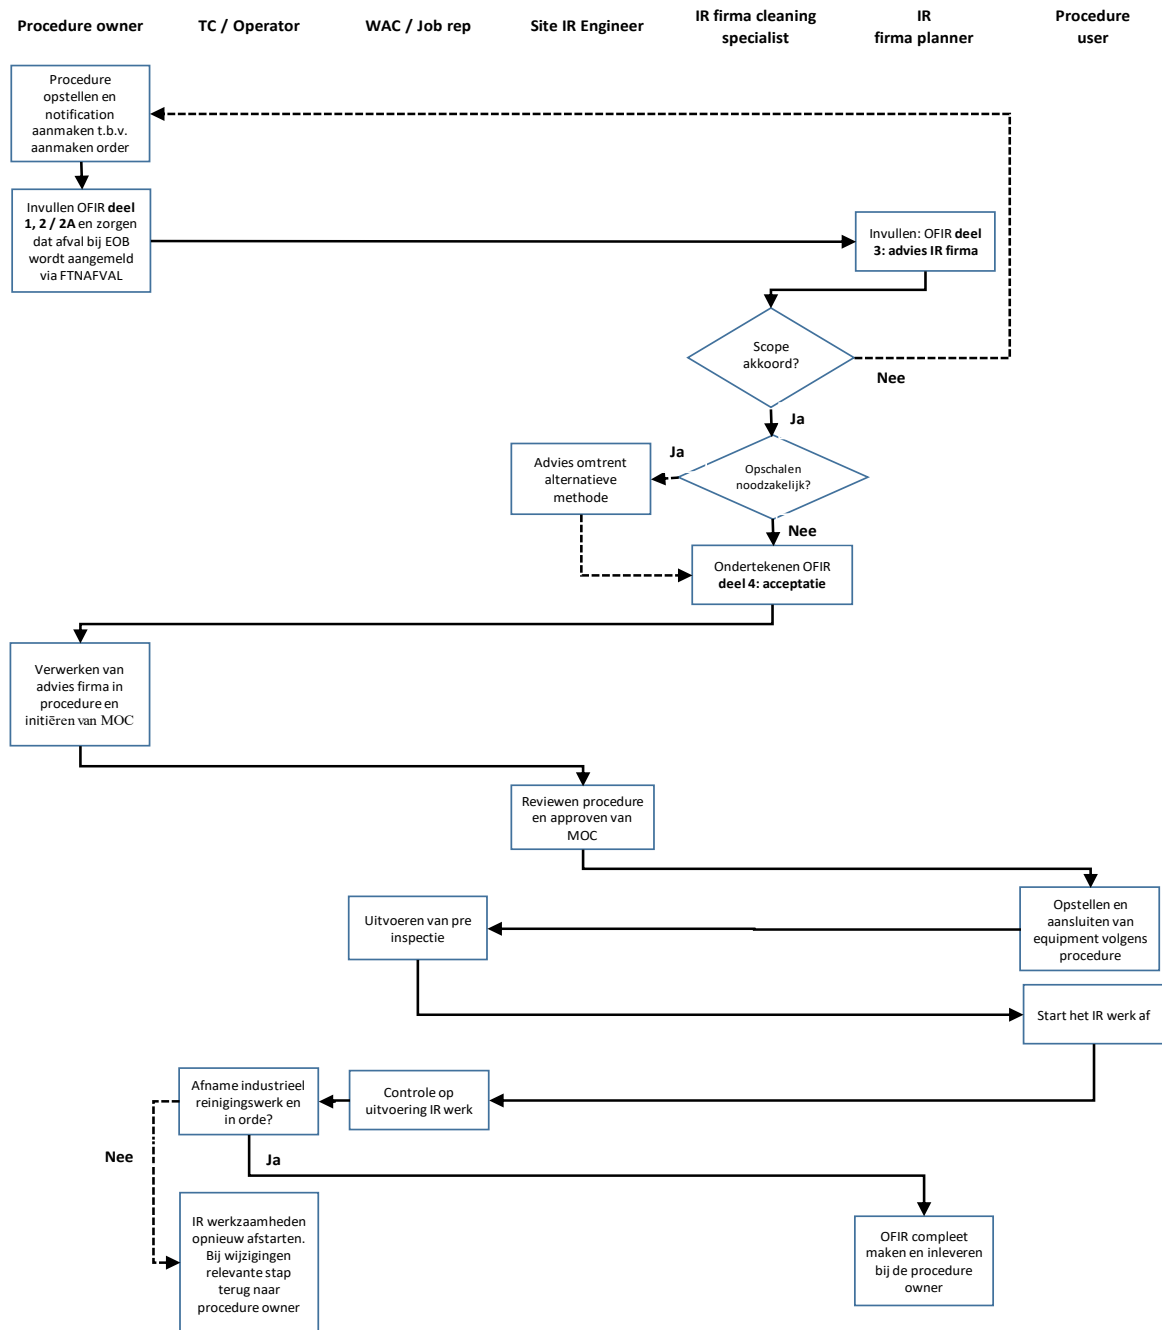 Procedure owner
TC / Operator
WAC / Job rep
Site IR Engineer
IR firma cleaning
specialist
IR
firma planner
Procedure
user
Procedure
opstellen en
notification
aanmaken t.b.v.
aanmaken order
Invullen OFIR deel
1, 2 / 2A en zorgen
dat afval bij EOB
wordt aangemeld
via FTNAFVAL
Invullen: OFIR deel
3: advies IR firma
Scope
akkoord?
Nee
Ja
Opschalen
noodzakelijk?
Ja
Advies omtrent
alternatieve
methode
Nee
Ondertekenen OFIR
deel 4: acceptatie
Verwerken van
advies firma in
procedure en
initiëren van MOC
Reviewen procedure
en approven van
MOC
Opstellen en
aansluiten van
equipment volgens
procedure
Uitvoeren van pre
inspectie
Start het IR werk af
Controle op
uitvoering IR werk
Afname industrieel
reinigingswerk en
in orde?
Nee
Ja
IR werkzaamheden
opnieuw afstarten.
Bij wijzigingen
relevante stap
terug naar
procedure owner
OFIR compleet
maken en inleveren
bij de procedure
owner